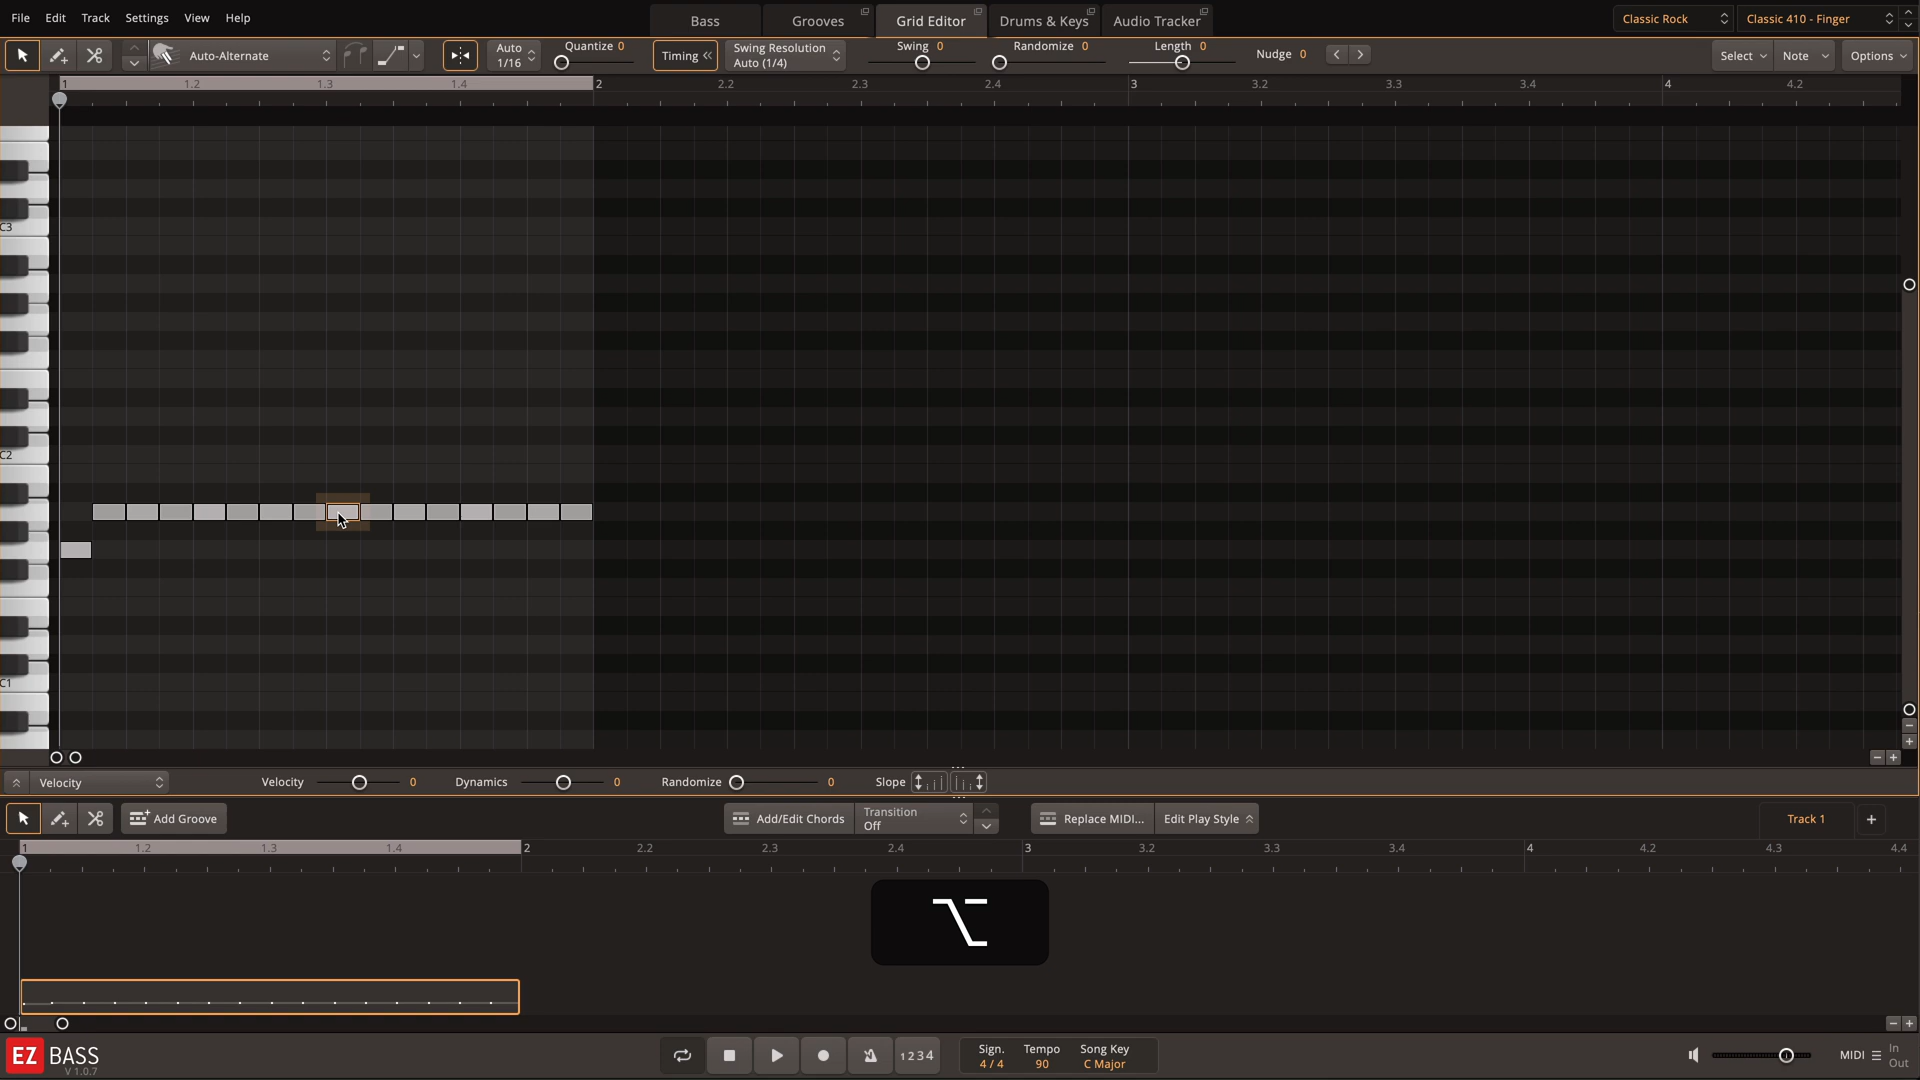 File Edit Track Settings View Help
Bass Grooves Grid Editor Drums & Keys Audio Tracker
Classic Rock Classic 410 - Finger
Auto-Alternate
Auto
1/16
Quantize 0
Timing
Swing Resolution
Auto (1/4)
Swing 0
Randomize 0
Length 0
Nudge 0
Select Note Options
1 1.2 1.3 1.4 2 2.2 2.3 2.4 3 3.2 3.3 3.4 4 4.2
C3
C2
C1
Velocity
Velocity 0 Dynamics 0 Randomize 0 Slope
Add Groove
Add/Edit Chords
Transition
Off
Replace MIDI... Edit Play Style
Track 1
1 1.2 1.3 1.4 2 2.2 2.3 2.4 3 3.2 3.3 3.4 4 4.2 4.3 4.4
⌥
EZ BASS
V 1.0.7
1234
Sign. Tempo Song Key
4 / 4 90 C Major
MIDI
In
Out